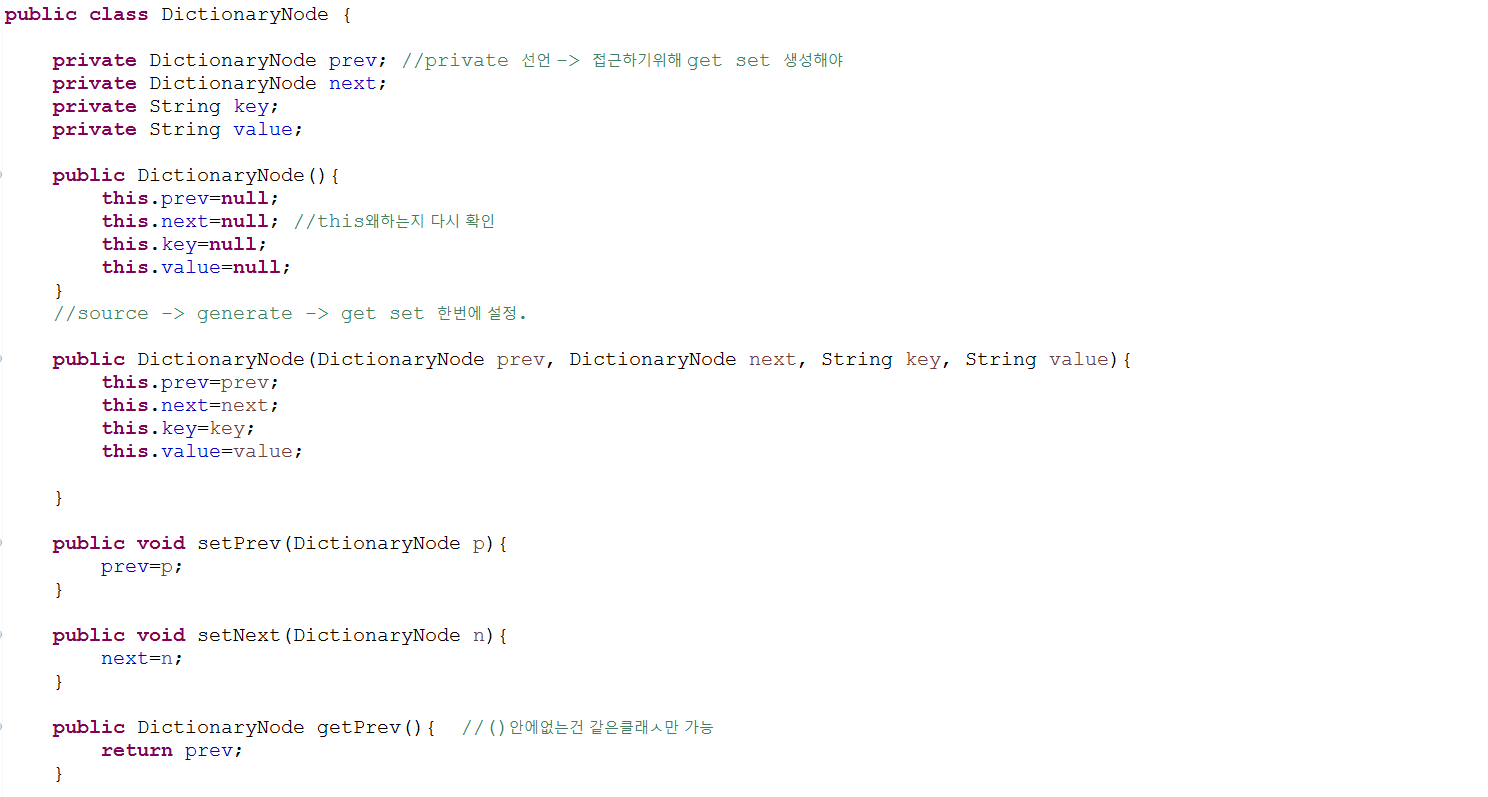 public class DictionaryNode {
private DictionaryNode prev; //private 선언 -> 접근하기위해 get set 생성해야
private DictionaryNode next;
private String key;
private String value;
public DictionaryNode(){
this.prev=null;
this.next=null; //this왜하는지 다시 확인
this.key=null;
this.value=null;
}
//source -> generate -> get set 한번에 설정.
public DictionaryNode(DictionaryNode prev, DictionaryNode next, String key, String value){
this.prev=prev;
this.next=next;
this.key=key;
this.value=value;
}
public void setPrev(DictionaryNode p){
prev=p;
}
public void setNext(DictionaryNode n){
next=n;
}
public DictionaryNode getPrev(){ //()안에없는건 같은클래ㅅ만 가능
return prev;
}